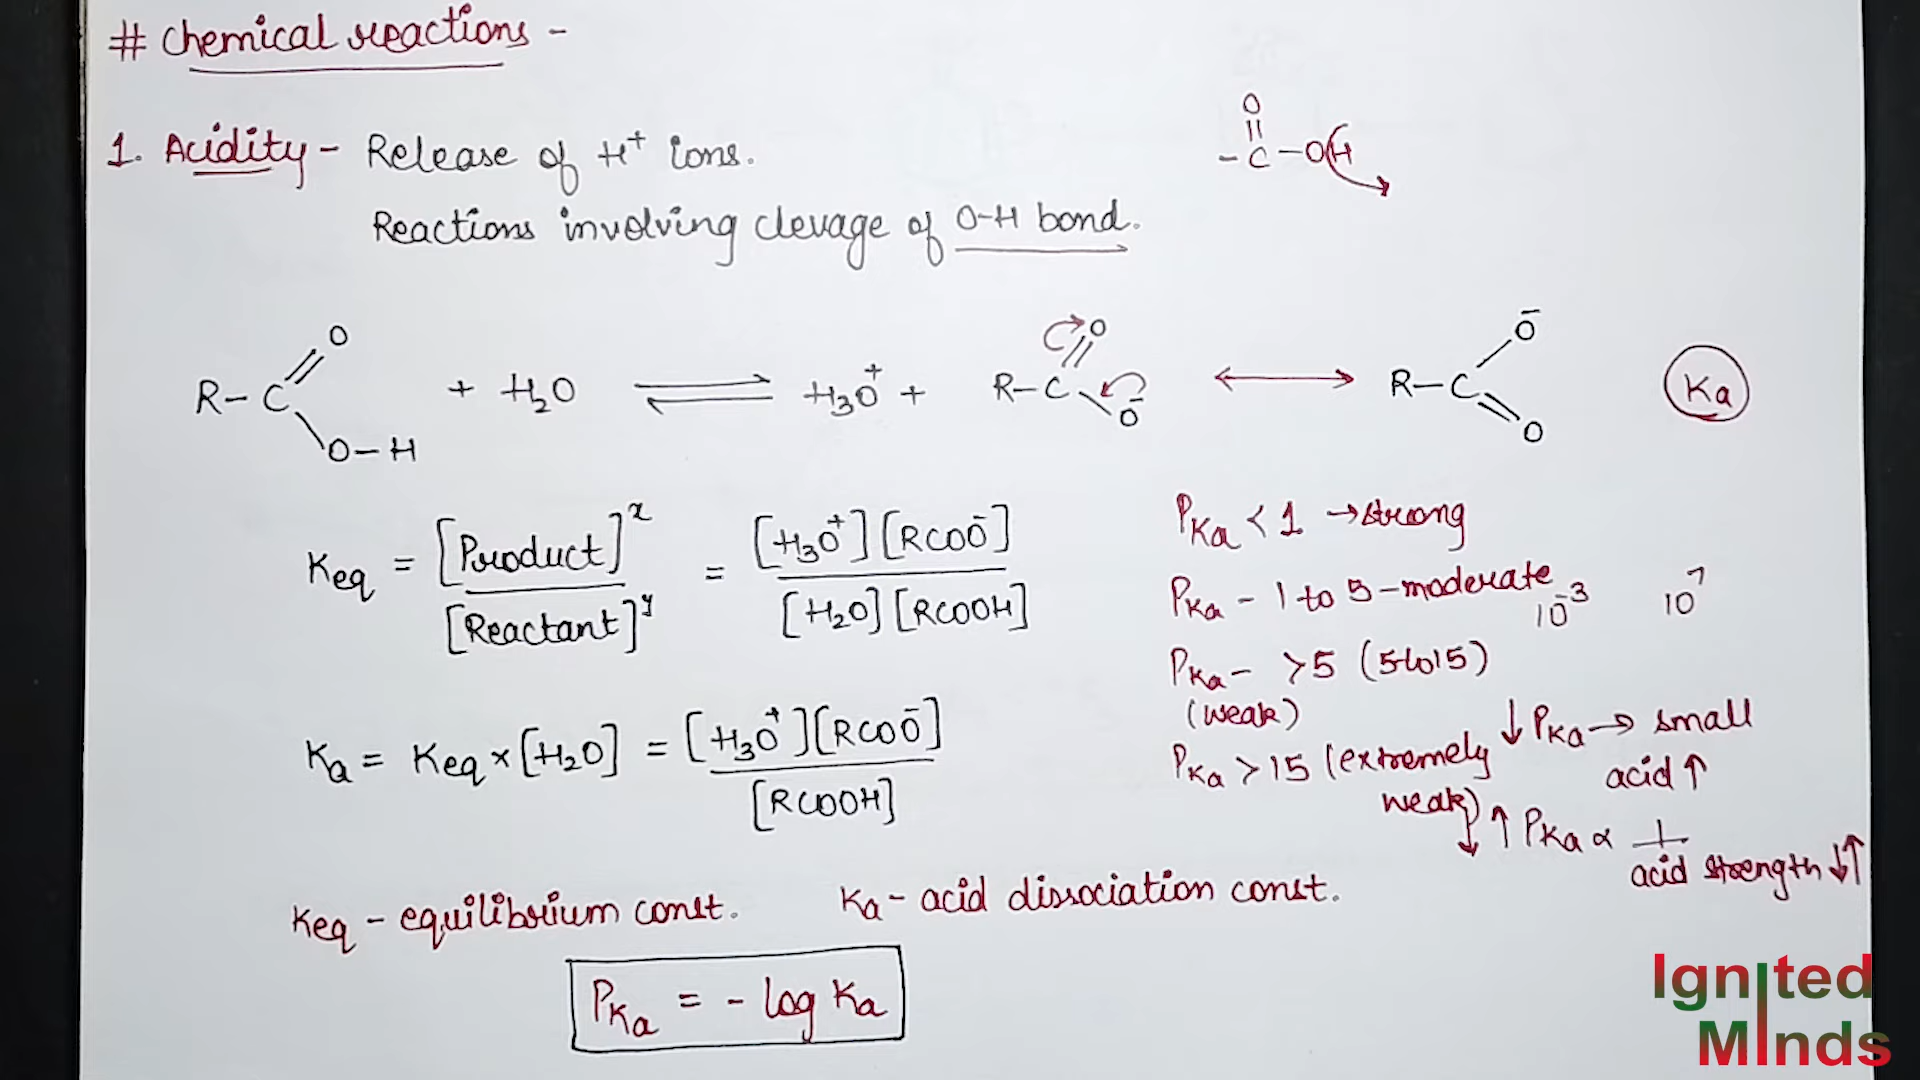 # Chemical reactions -
1. Acidity - Release of H⁺ ions.
Reactions involving clevage of O-H bond.
O
||
-C-OH
R-C(=O)-O-H + H₂O ⇌ H₃O⁺ + R-C(=O)-O⁻ ↔ R-C(-O⁻)=O Ka
Keq = [Product]ˣ / [Reactant]ʸ = [H₃O⁺][RCOO⁻] / [H₂O][RCOOH]
Ka = Keq × [H₂O] = [H₃O⁺][RCOO⁻] / [RCOOH]
Keq - equilibrium const. Ka - acid dissociation const.
PKa = - log Ka
PKa < 1 → strong
PKa - 1 to 5 - moderate
10⁻³ 10⁷
PKa - >5 (5 to 15)
(weak)
PKa > 15 (extremely
weak)
↓ PKa → small
acid ↑
↓ ↑ PKa ∝ 1 / acid strength ↓↑
Ignited
Minds